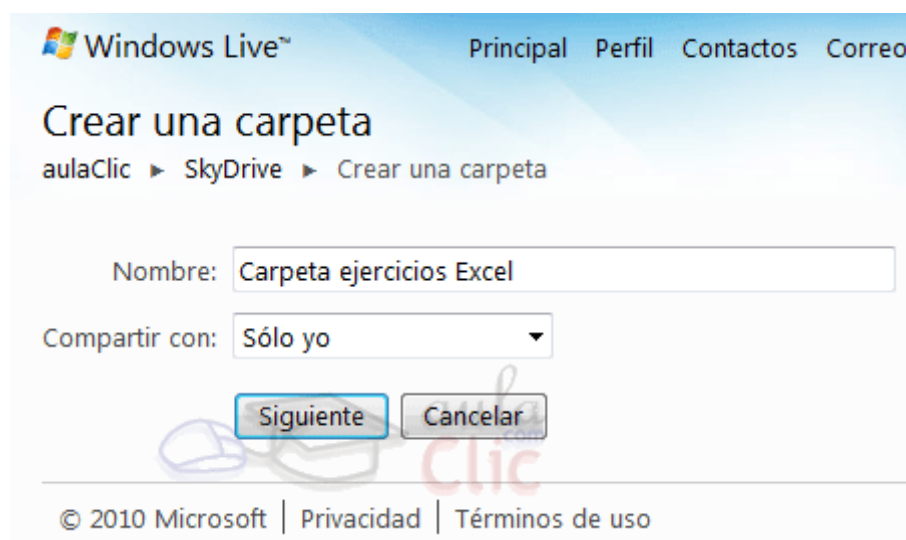 Windows Live™ Principal Perfil Contactos Correo
Crear una carpeta
aulaClic ► SkyDrive ► Crear una carpeta
Nombre: Carpeta ejercicios Excel
Compartir con: Sólo yo
Siguiente Cancelar
aula
.com
Clic
© 2010 Microsoft | Privacidad | Términos de uso